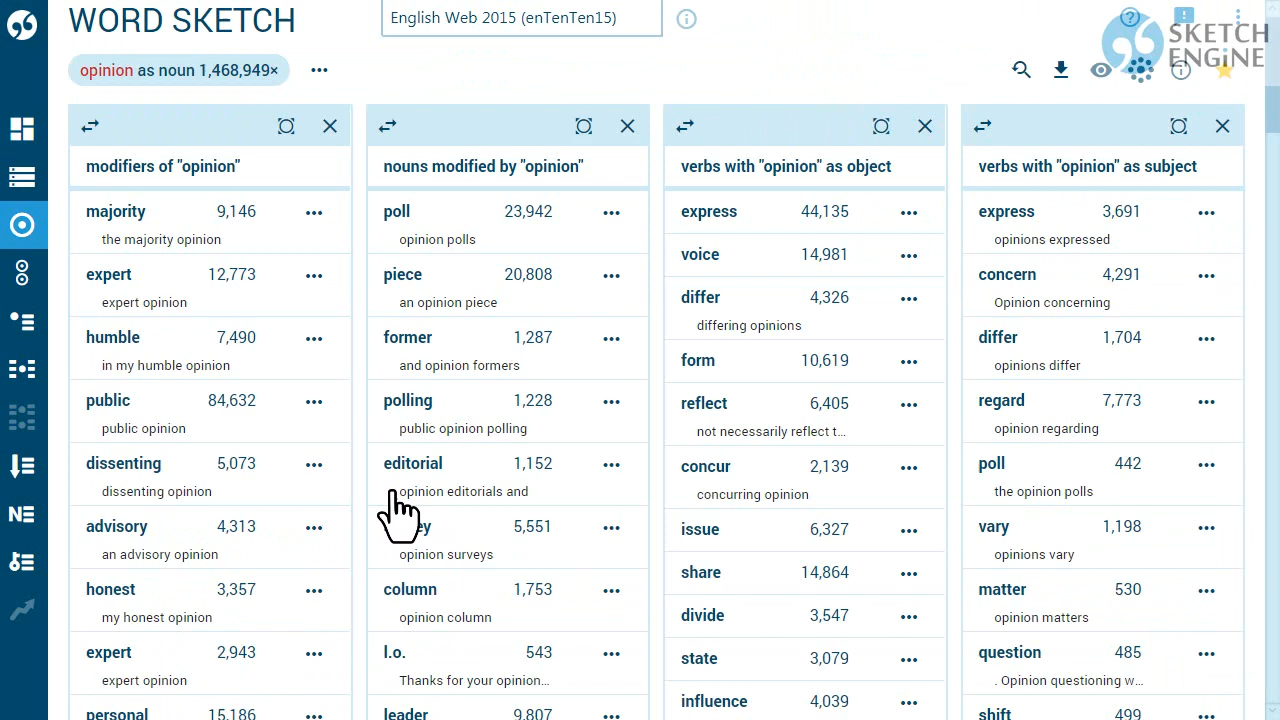 WORD SKETCH
English Web 2015 (enTenTen15)
SKETCH
ENGINE
opinion as noun 1,468,949×
modifiers of "opinion"
majority 9,146
the majority opinion
expert 12,773
expert opinion
humble 7,490
in my humble opinion
public 84,632
public opinion
dissenting 5,073
dissenting opinion
advisory 4,313
an advisory opinion
honest 3,357
my honest opinion
expert 2,943
expert opinion
personal 15,186
nouns modified by "opinion"
poll 23,942
opinion polls
piece 20,808
an opinion piece
former 1,287
and opinion formers
polling 1,228
public opinion polling
editorial 1,152
opinion editorials and
5,551
opinion surveys
column 1,753
opinion column
l.o. 543
Thanks for your opinion...
leader 9,807
verbs with "opinion" as object
express 44,135
voice 14,981
differ 4,326
differing opinions
form 10,619
reflect 6,405
not necessarily reflect t...
concur 2,139
concurring opinion
issue 6,327
share 14,864
divide 3,547
state 3,079
influence 4,039
verbs with "opinion" as subject
express 3,691
opinions expressed
concern 4,291
Opinion concerning
differ 1,704
opinions differ
regard 7,773
opinion regarding
poll 442
the opinion polls
vary 1,198
opinions vary
matter 530
opinion matters
question 485
. Opinion questioning w...
shift 499